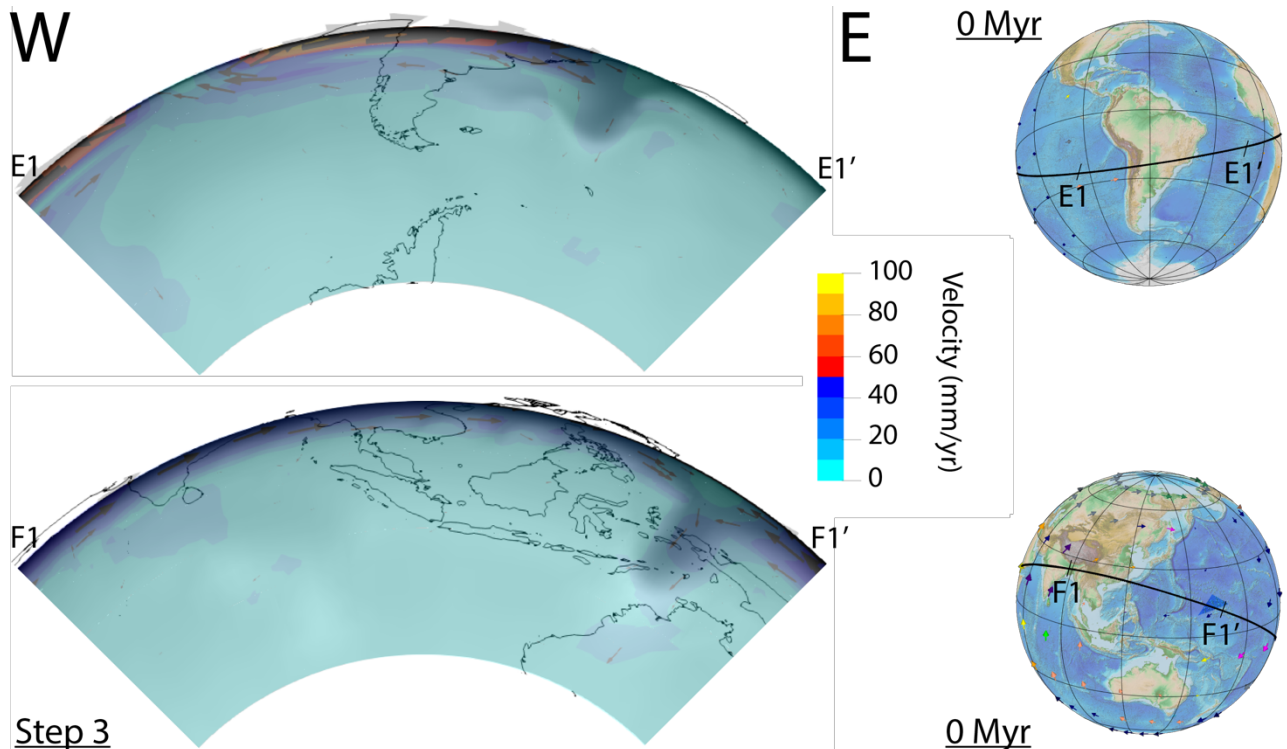 W
E
0 Myr
E1
E1′
E1
E1′
100
80
60
40
20
0
Velocity (mm/yr)
F1
F1′
F1
F1′
Step 3
0 Myr